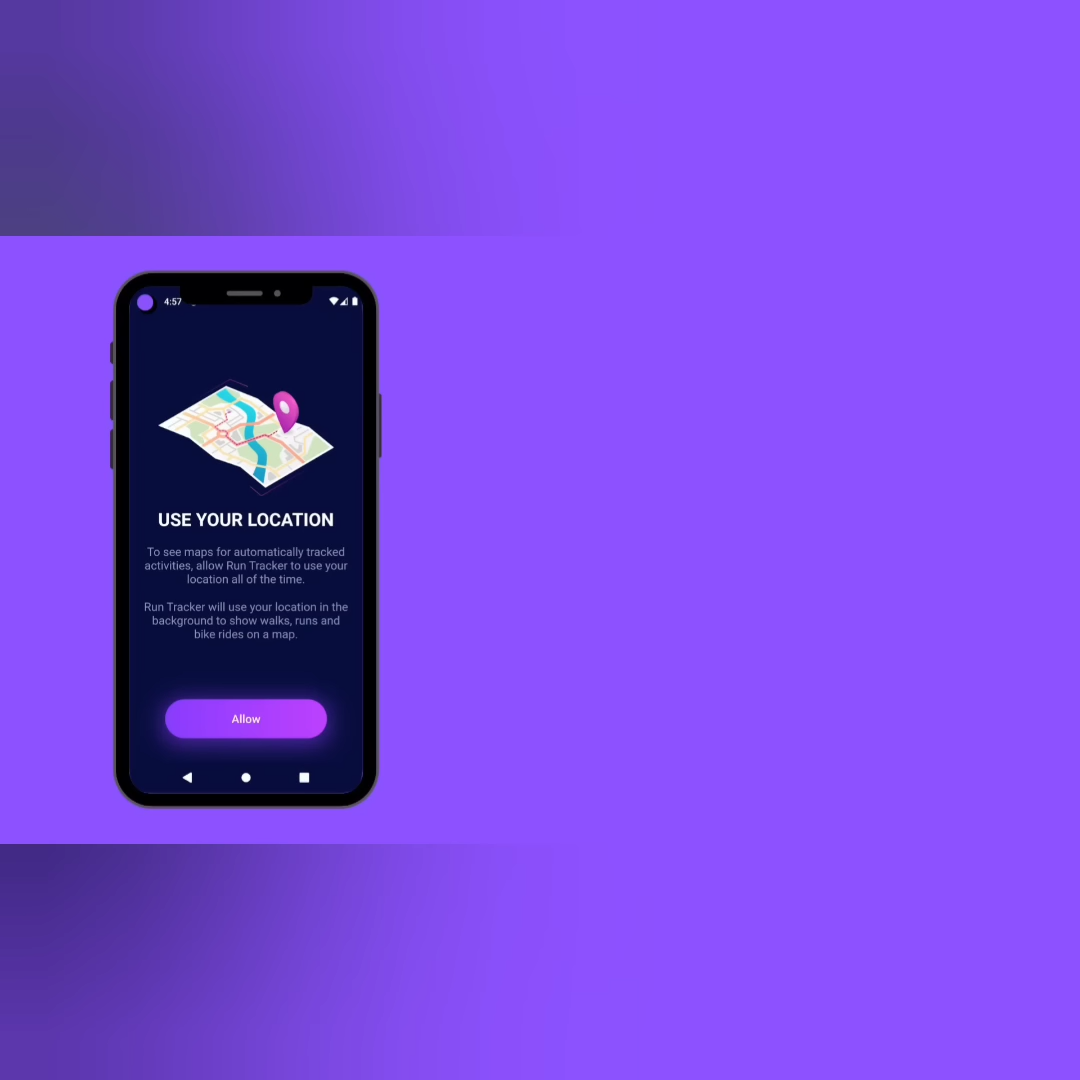 4:57
USE YOUR LOCATION
To see maps for automatically tracked
activities, allow Run Tracker to use your
location all of the time.
Run Tracker will use your location in the
background to show walks, runs and
bike rides on a map.
Allow